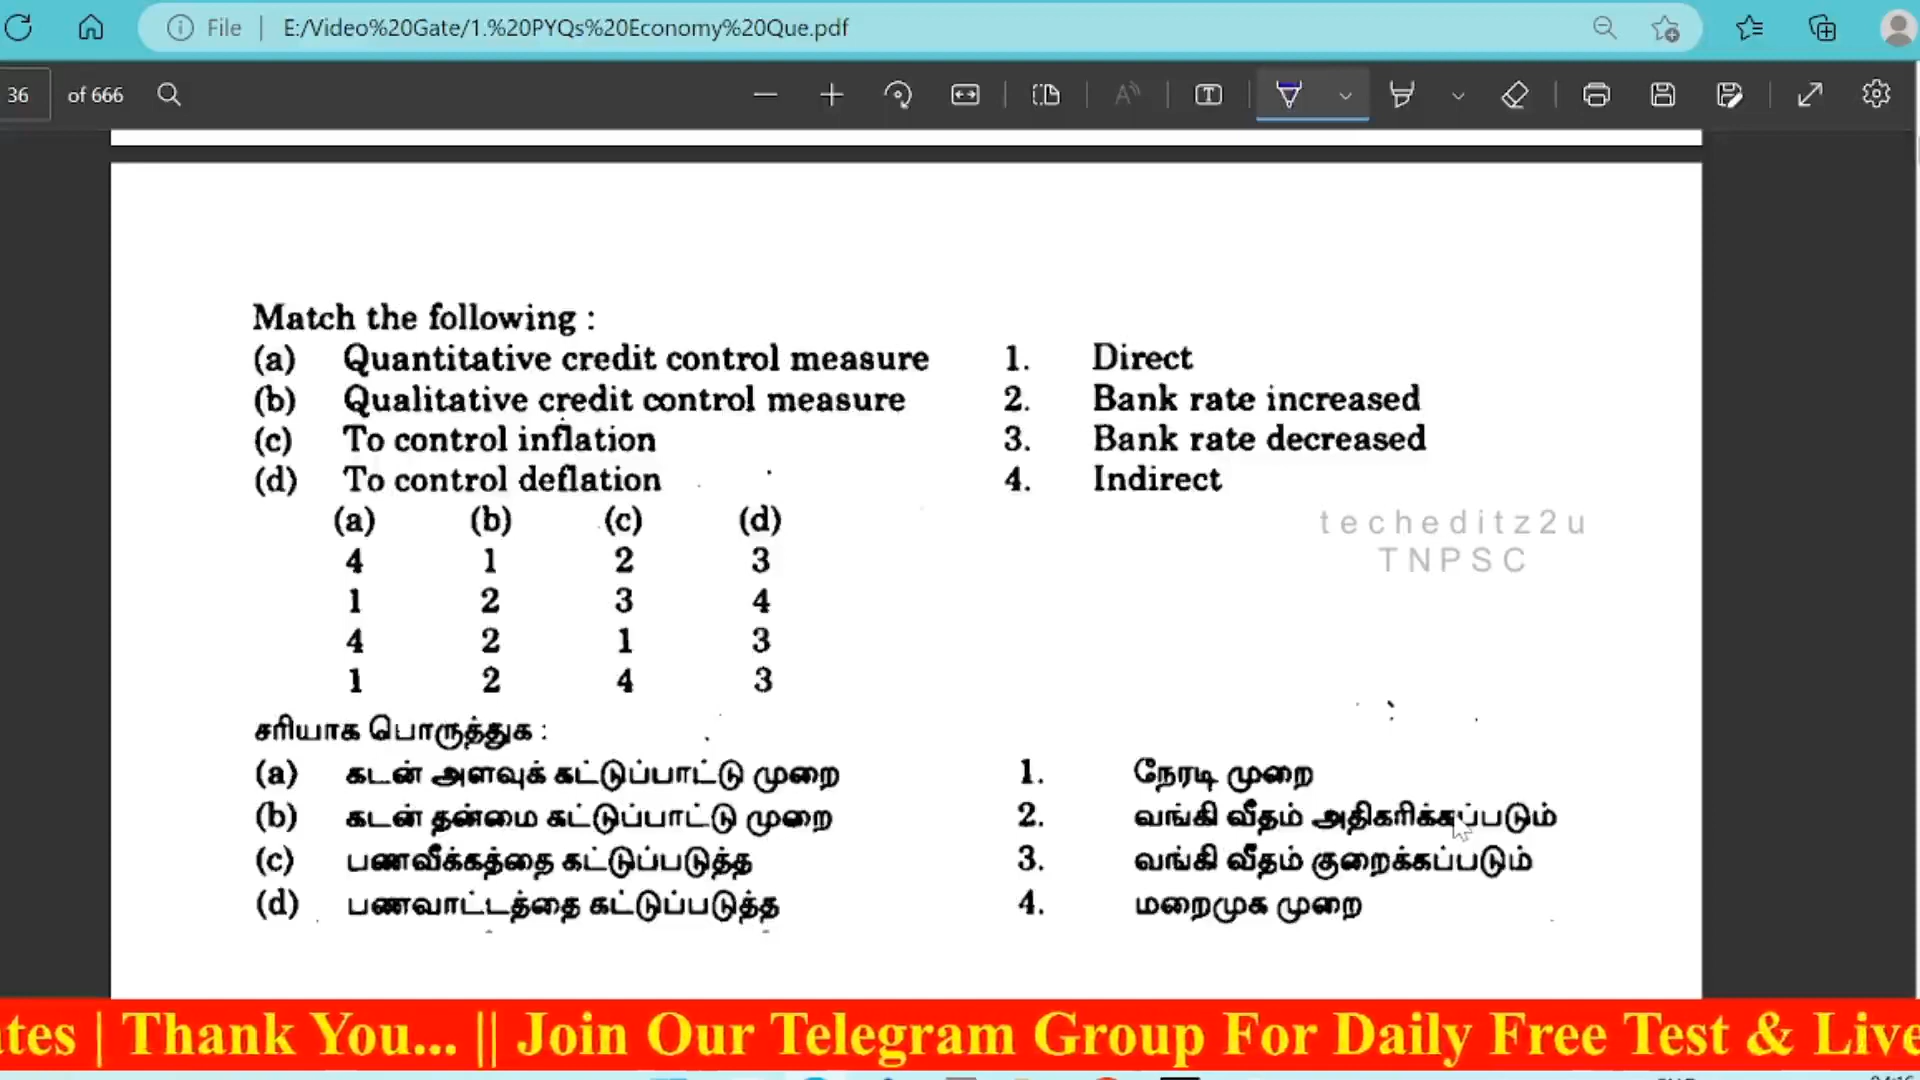 File | E:/Video%20Gate/1.%20PYQs%20Economy%20Que.pdf
36 of 666
Match the following :
(a) Quantitative credit control measure 1. Direct
(b) Qualitative credit control measure 2. Bank rate increased
(c) To control inflation 3. Bank rate decreased
(d) To control deflation 4. Indirect
(a) (b) (c) (d)
4 1 2 3
1 2 3 4
4 2 1 3
1 2 4 3
techeditz2u
TNPSC
சரியாக பொருத்துக :
(a) கடன் அளவுக் கட்டுப்பாட்டு முறை 1. நேரடி முறை
(b) கடன் தன்மை கட்டுப்பாட்டு முறை 2. வங்கி வீதம் அதிகரிக்கப்படும்
(c) பணவீக்கத்தை கட்டுப்படுத்த 3. வங்கி வீதம் குறைக்கப்படும்
(d) பணவாட்டத்தை கட்டுப்படுத்த 4. மறைமுக முறை
ates | Thank You... || Join Our Telegram Group For Daily Free Test & Live